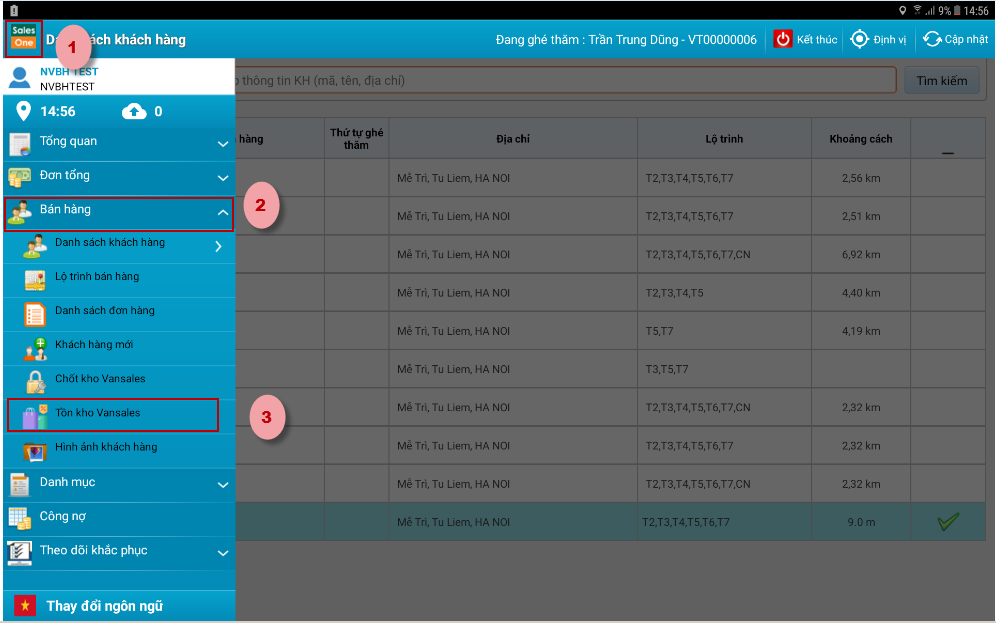 9% 14:56
Sales
One
1
D ách khách hàng
Đang ghé thăm : Trần Trung Dũng - VT00000006
Kết thúc
Định vị
Cập nhật
NVBH TEST
NVBHTEST
thông tin KH (mã, tên, địa chỉ)
Tìm kiếm
14:56
0
Tổng quan
Đơn tổng
Bán hàng
2
Danh sách khách hàng
Lộ trình bán hàng
Danh sách đơn hàng
Khách hàng mới
Chốt kho Vansales
Tồn kho Vansales
3
Hình ảnh khách hàng
Danh mục
Công nợ
Theo dõi khắc phục
Thay đổi ngôn ngữ
hàng
Thứ tự ghé
thăm
Địa chỉ
Lộ trình
Khoảng cách
Mễ Trì, Tu Liem, HA NOI T2,T3,T4,T5,T6,T7 2,56 km
Mễ Trì, Tu Liem, HA NOI T2,T3,T4,T5,T6,T7 2,51 km
Mễ Trì, Tu Liem, HA NOI T2,T3,T4,T5,T6,T7,CN 6,92 km
Mễ Trì, Tu Liem, HA NOI T2,T3,T4,T5 4,40 km
Mễ Trì, Tu Liem, HA NOI T5,T7 4,19 km
Mễ Trì, Tu Liem, HA NOI T3,T5,T7
Mễ Trì, Tu Liem, HA NOI T2,T3,T4,T5,T6,T7,CN 2,32 km
Mễ Trì, Tu Liem, HA NOI T2,T3,T4,T5,T6,T7 2,32 km
Mễ Trì, Tu Liem, HA NOI T2,T3,T4,T5,T6,T7,CN 2,32 km
Mễ Trì, Tu Liem, HA NOI T2,T3,T4,T5,T6,T7 9.0 m